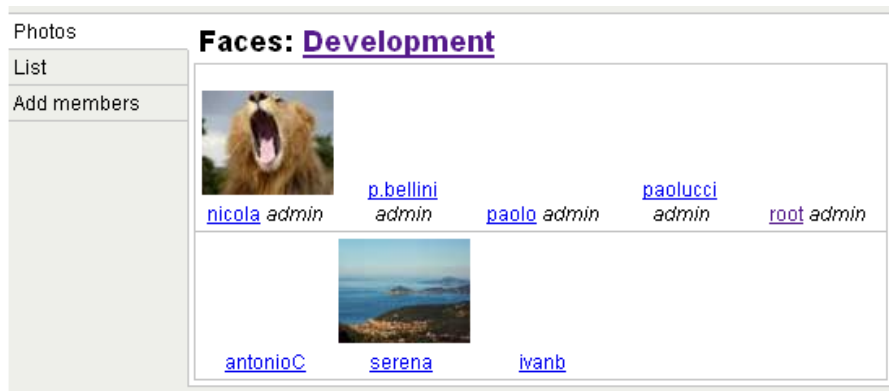 Photos
List
Add members
Faces: Development
nicola admin
p.bellini
admin
paolo admin
paolucci
admin
root admin
antonioC
serena
ivanb